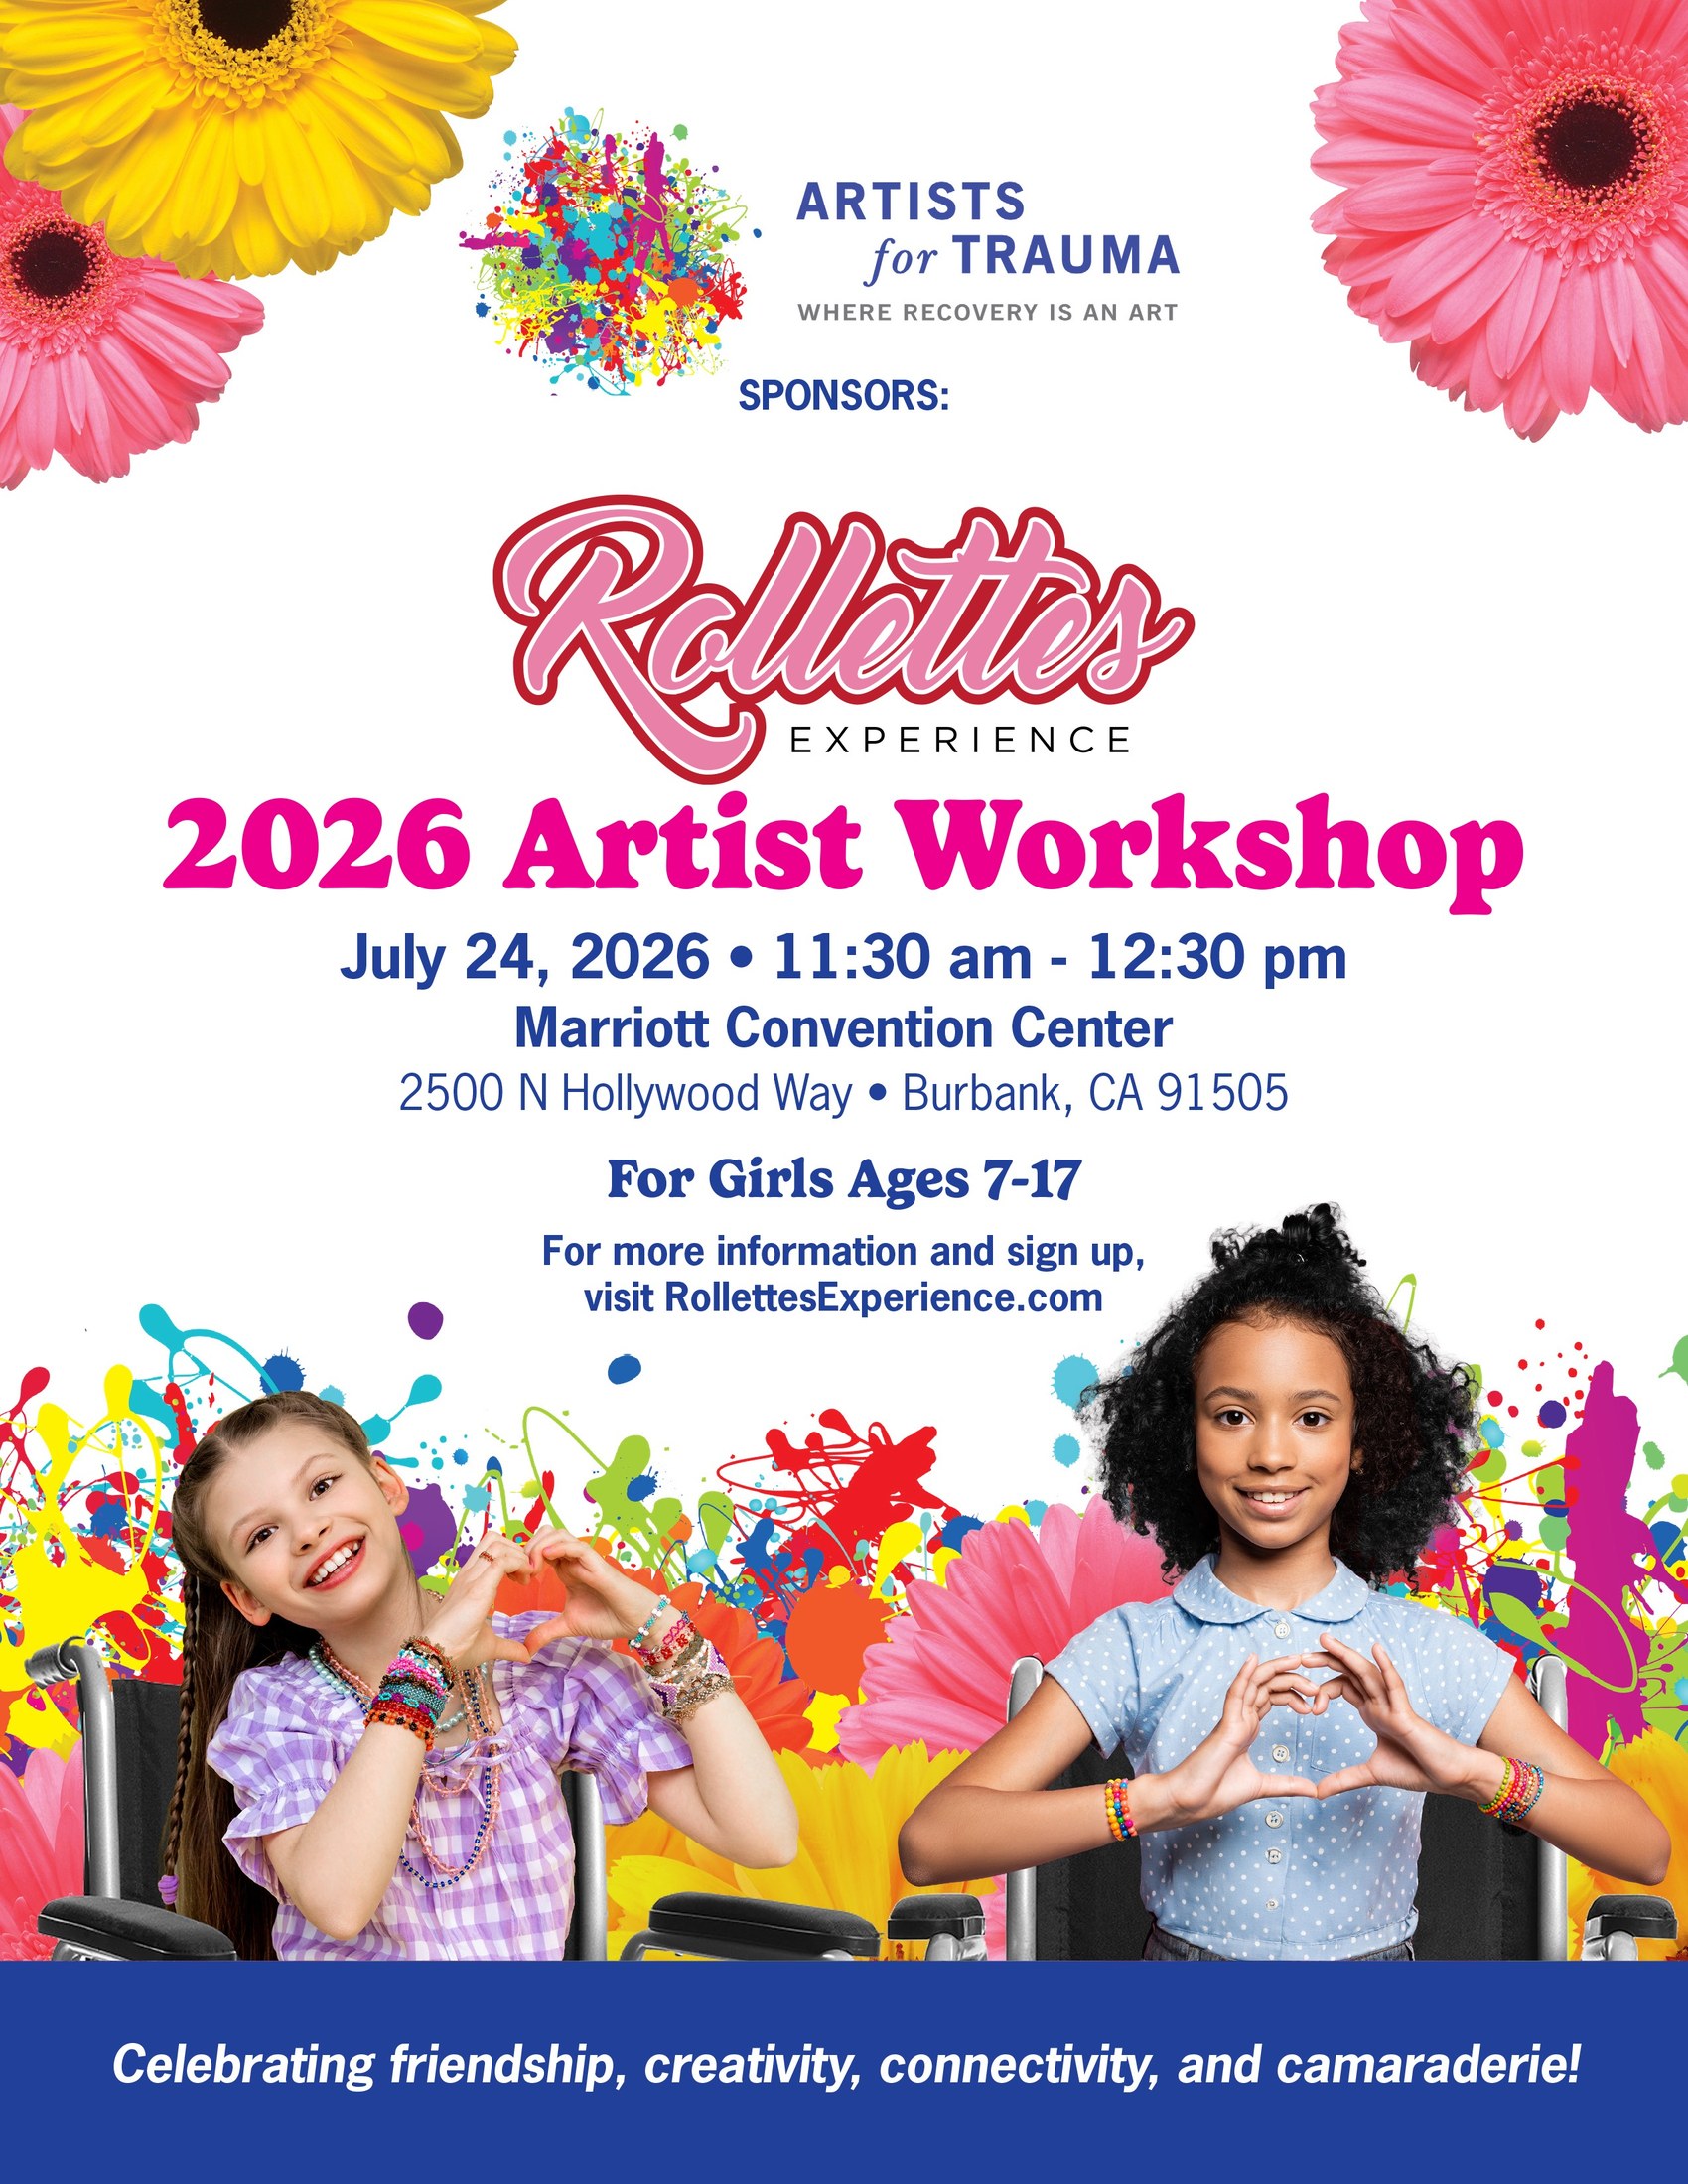 ARTISTS
for TRAUMA
WHERE RECOVERY IS AN ART
SPONSORS:
Rollettes
EXPERIENCE
2026 Artist Workshop
July 24, 2026 • 11:30 am - 12:30 pm
Marriott Convention Center
2500 N Hollywood Way • Burbank, CA 91505
For Girls Ages 7-17
For more information and sign up,
visit RollettesExperience.com
Celebrating friendship, creativity, connectivity, and camaraderie!